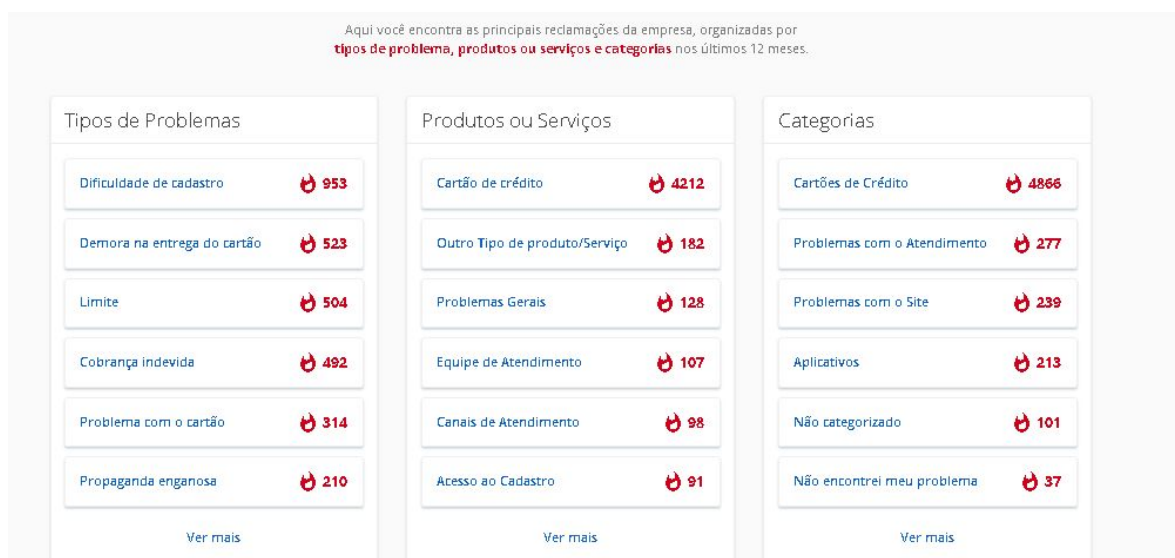 Aqui você encontra as principais reclamações da empresa, organizadas por
tipos de problema, produtos ou serviços e categorias nos últimos 12 meses.
Tipos de Problemas
Dificuldade de cadastro 953
Demora na entrega do cartão 523
Limite 504
Cobrança indevida 492
Problema com o cartão 314
Propaganda enganosa 210
Ver mais
Produtos ou Serviços
Cartão de crédito 4212
Outro Tipo de produto/Serviço 182
Problemas Gerais 128
Equipe de Atendimento 107
Canais de Atendimento 98
Acesso ao Cadastro 91
Ver mais
Categorias
Cartões de Crédito 4866
Problemas com o Atendimento 277
Problemas com o Site 239
Aplicativos 213
Não categorizado 101
Não encontrei meu problema 37
Ver mais